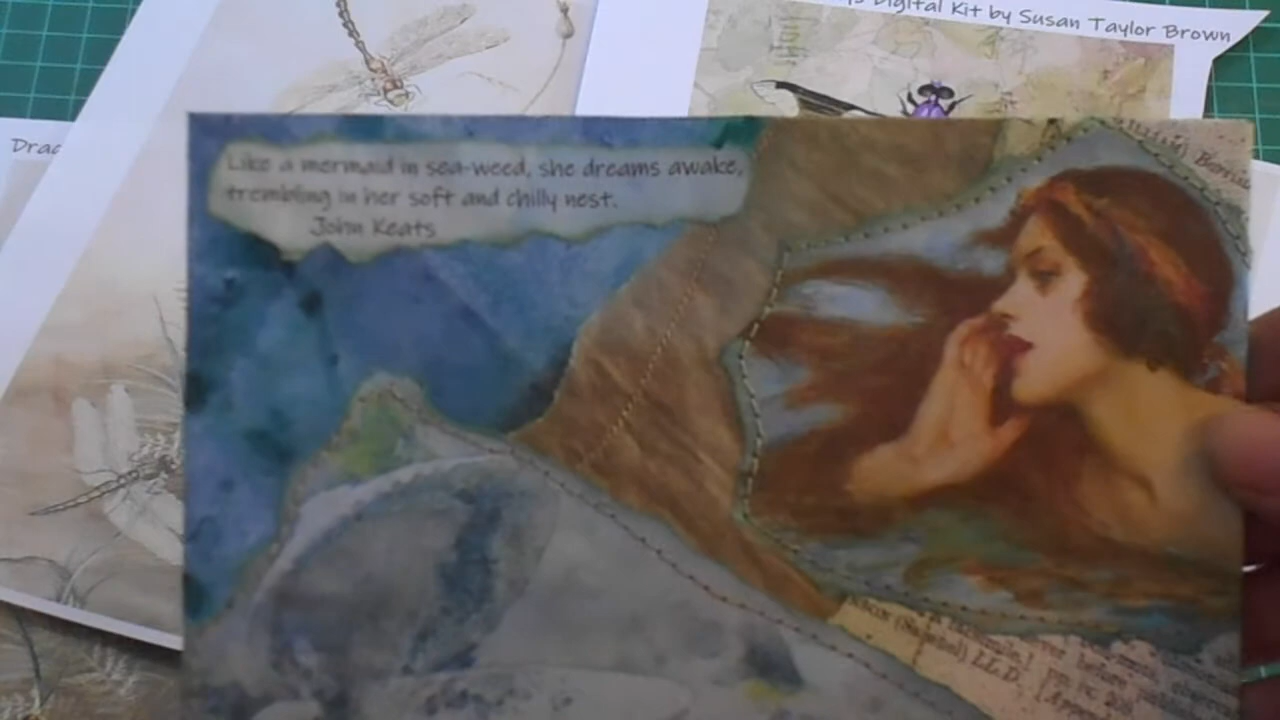 Digital Kit by Susan Taylor Brown
Like a mermaid in sea-weed, she dreams awake,
trembling in her soft and chilly nest.
John Keats
LL.D.